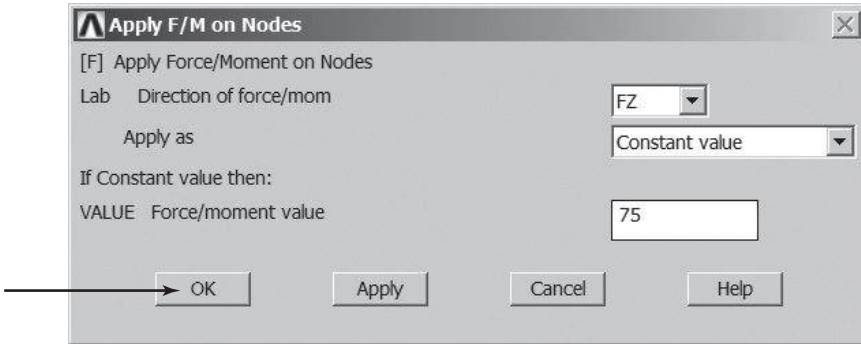 Apply F/M on Nodes
[F] Apply Force/Moment on Nodes
Lab Direction of force/mom FZ
Apply as Constant value
If Constant value then:
VALUE Force/moment value 75
OK Apply Cancel Help